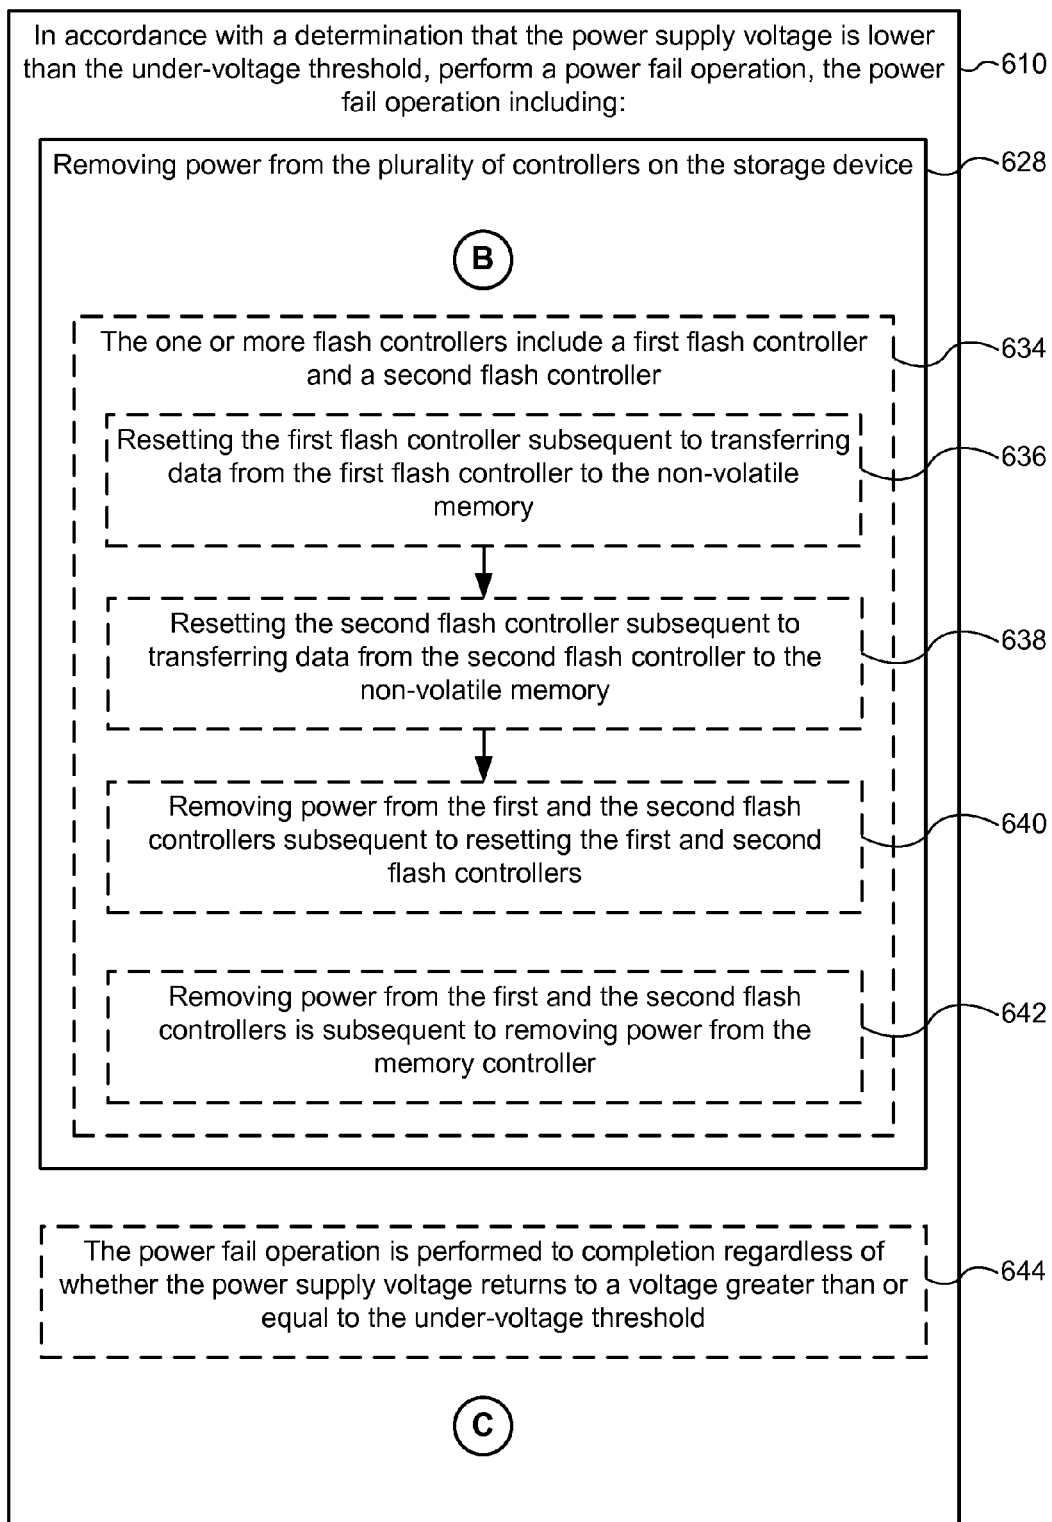 In accordance with a determination that the power supply voltage is lower
than the under-voltage threshold, perform a power fail operation, the power
fail operation including:
610
Removing power from the plurality of controllers on the storage device
628
B
The one or more flash controllers include a first flash controller
and a second flash controller
634
Resetting the first flash controller subsequent to transferring
data from the first flash controller to the non-volatile
memory
636
Resetting the second flash controller subsequent to
transferring data from the second flash controller to the
non-volatile memory
638
Removing power from the first and the second flash
controllers subsequent to resetting the first and second
flash controllers
640
Removing power from the first and the second flash
controllers is subsequent to removing power from the
memory controller
642
The power fail operation is performed to completion regardless of
whether the power supply voltage returns to a voltage greater than or
equal to the under-voltage threshold
644
C